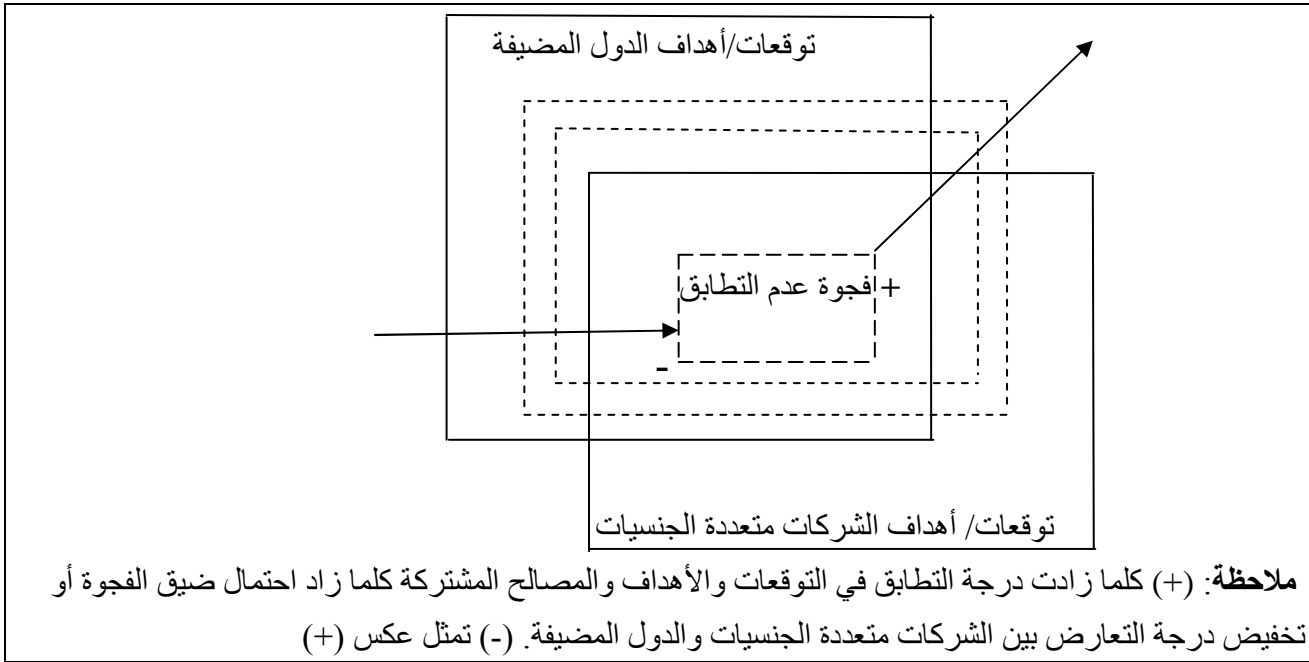 توقعات/أهداف الدول المضيفة
+
فجوة عدم التطابق
-
توقعات/ أهداف الشركات متعددة الجنسيات
ملاحظة: (+) كلما زادت درجة التطابق في التوقعات والأهداف والمصالح المشتركة كلما زاد احتمال ضيق الفجوة أو
تخفيض درجة التعارض بين الشركات متعددة الجنسيات والدول المضيفة. (-) تمثل عكس (+)